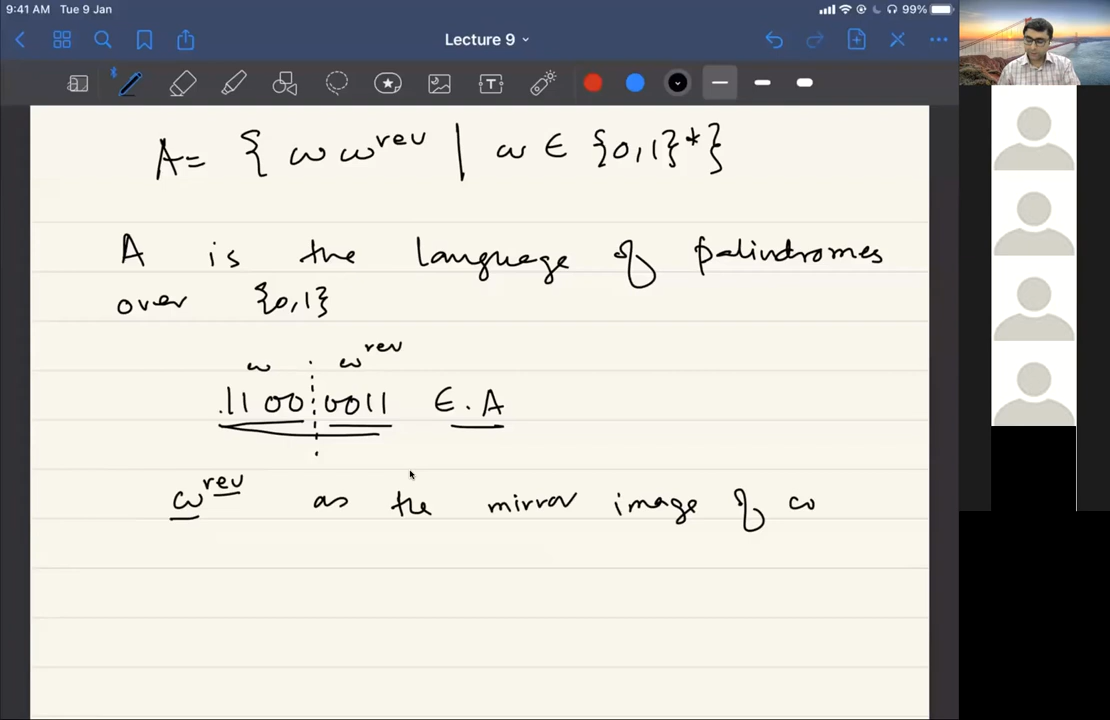 9:41 AM Tue 9 Jan 99%
Lecture 9
A = { ω ω^rev | ω ∈ {0,1}* }
A is the language of palindromes
over {0,1}
ω ω^rev
1100 0011 ∈ A
ω^rev as the mirror image of ω